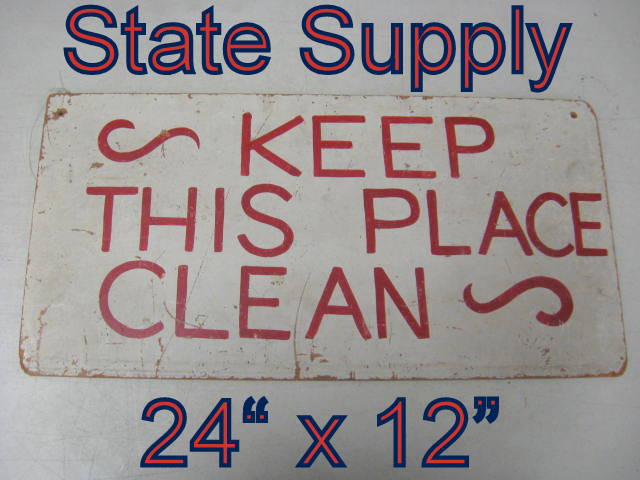 State Supply
KEEP
THIS PLACE
CLEAN
24“ x 12”